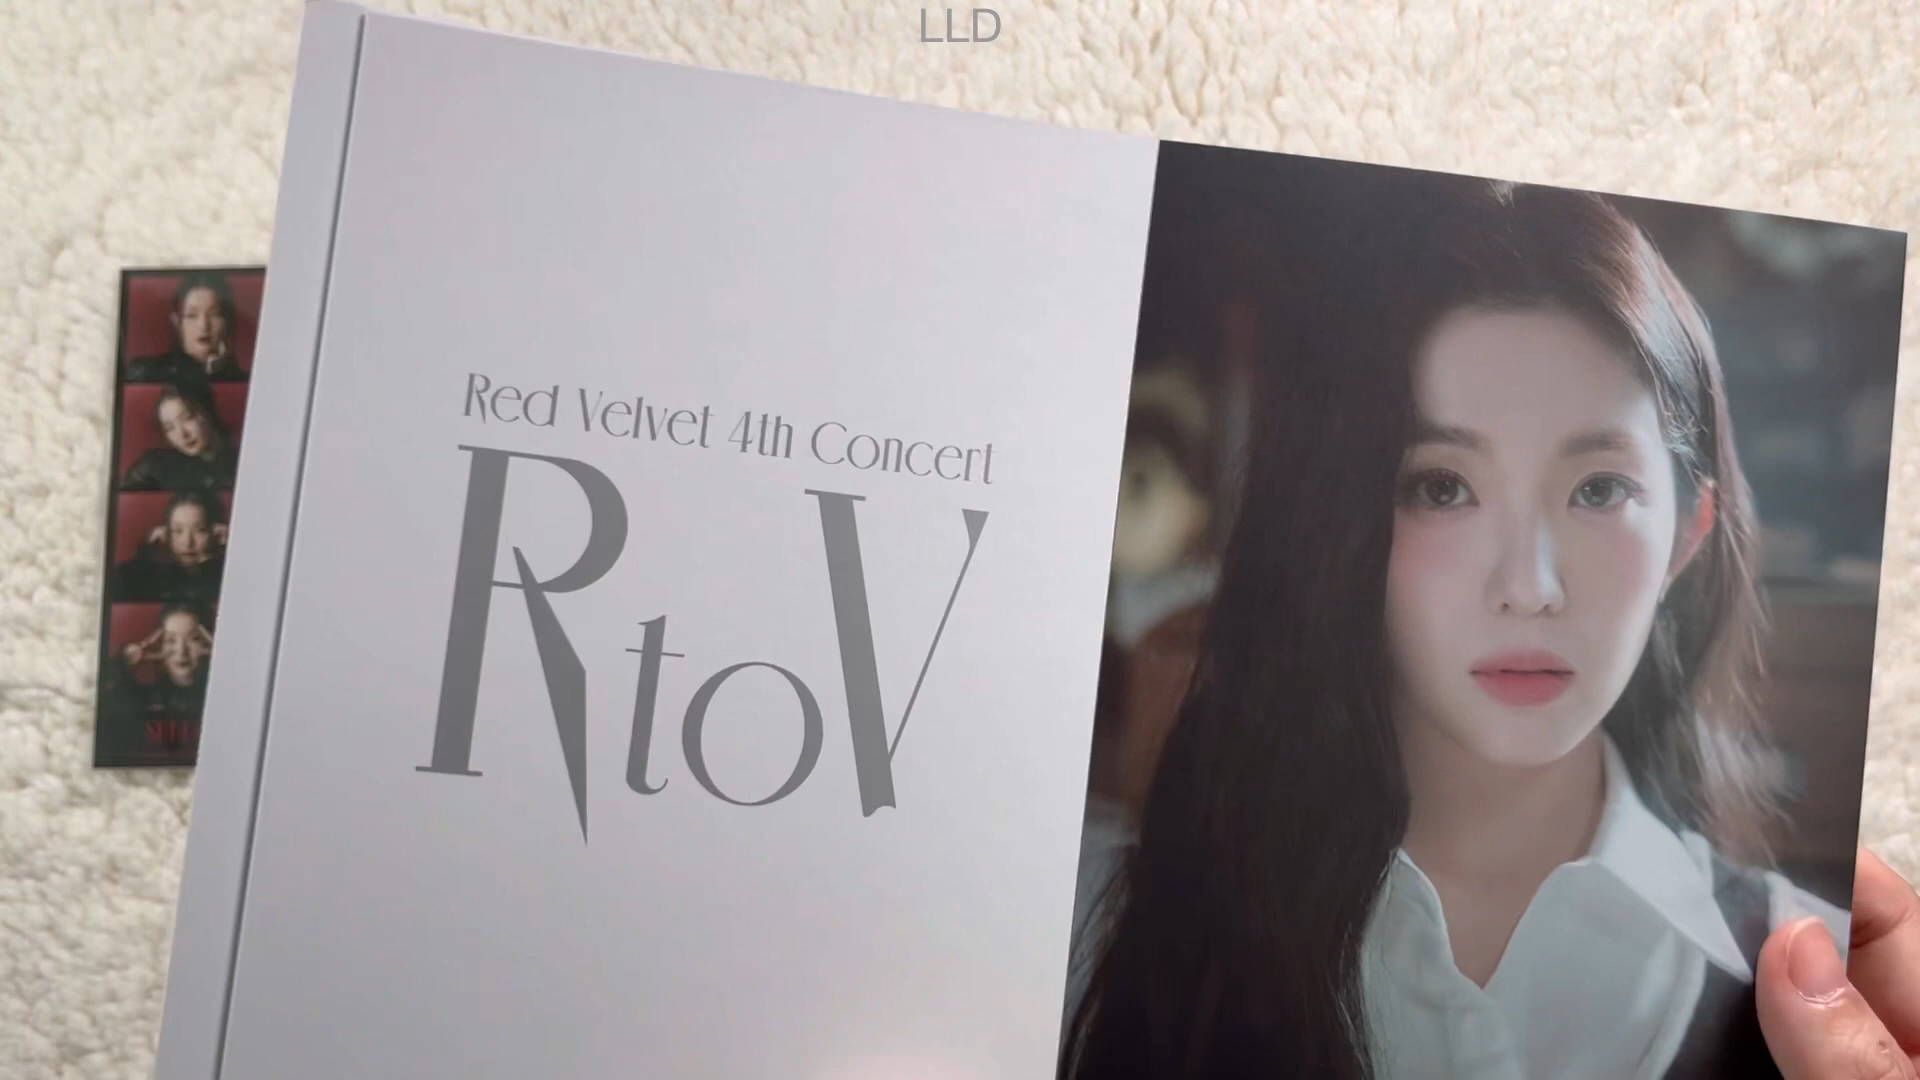 LLD
Red Velvet 4th Concert
R to V